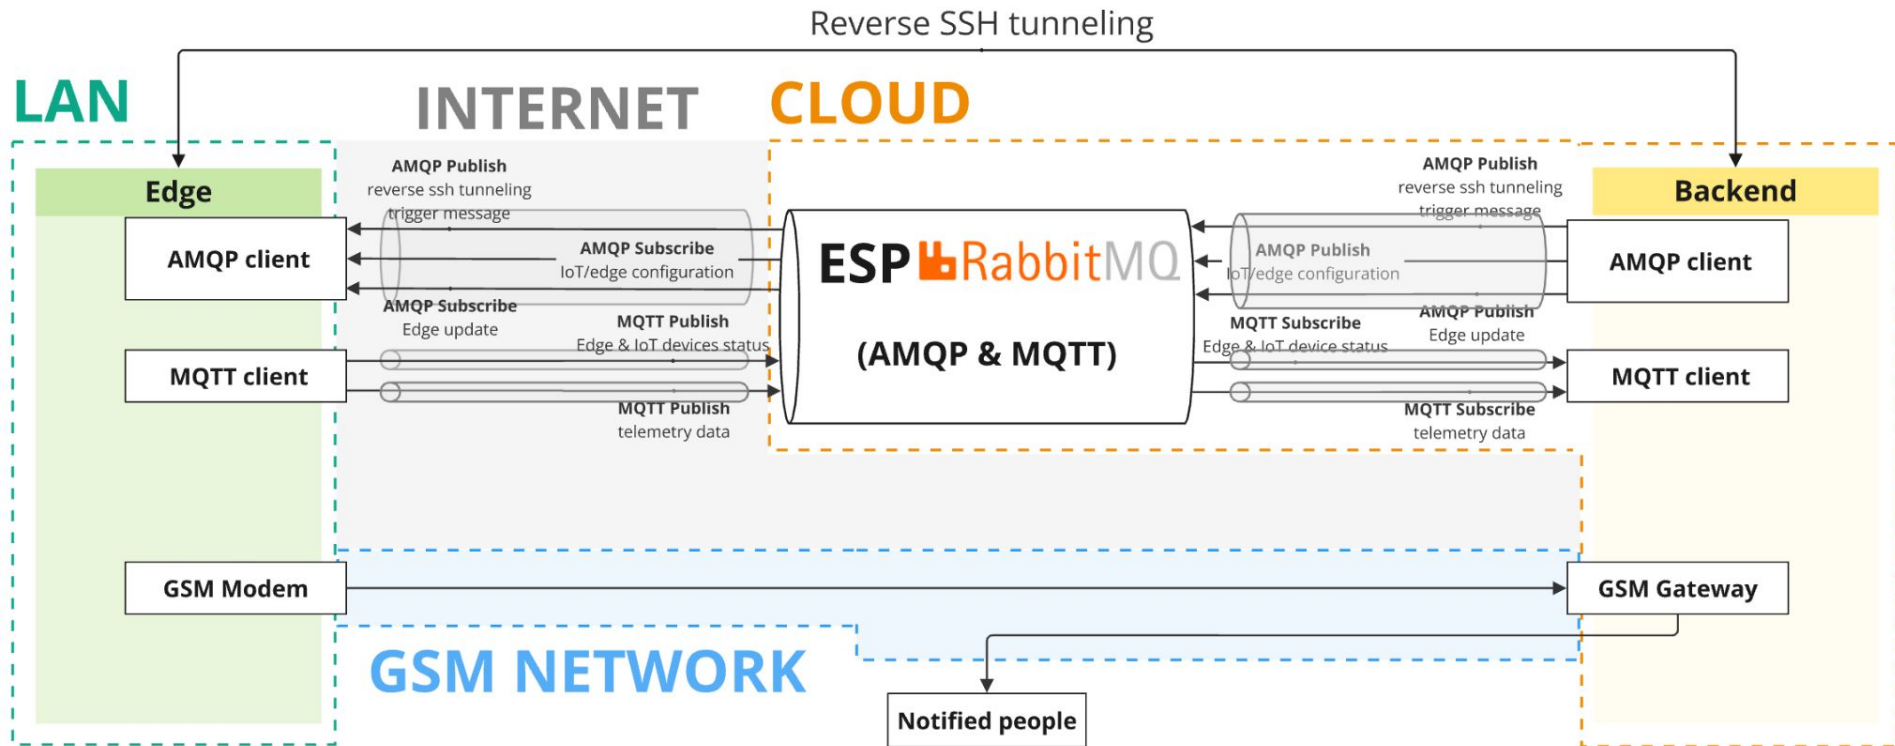 Reverse SSH tunneling
LAN
INTERNET
CLOUD
Edge
AMQP Publish
reverse ssh tunneling
trigger message
AMQP client
AMQP Subscribe
IoT/edge configuration
AMQP Subscribe
Edge update
MQTT Publish
Edge & IoT devices status
MQTT client
MQTT Publish
telemetry data
ESP RabbitMQ
(AMQP & MQTT)
AMQP Publish
reverse ssh tunneling
trigger message
AMQP Publish
IoT/edge configuration
AMQP Publish
Edge update
MQTT Subscribe
Edge & IoT device status
MQTT Subscribe
telemetry data
Backend
AMQP client
MQTT client
GSM Modem
GSM Gateway
GSM NETWORK
Notified people